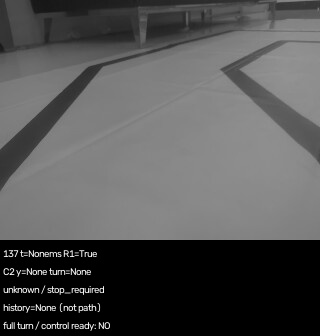 137 t=Nonems R1=True
C2 y=None turn=None
unknown / stop_required
history=None (not path)
full turn / control ready: NO